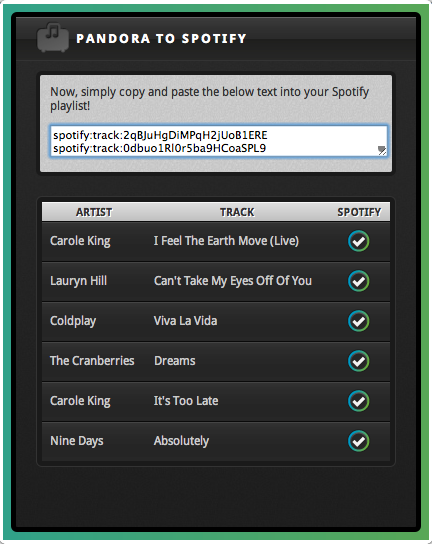 PANDORA TO SPOTIFY
Now, simply copy and paste the below text into your Spotify
playlist!
spotify:track:2qBJuHgDiMPqH2jUoB1ERE
spotify:track:0dbuo1Rl0r5ba9HCoaSPL9
ARTIST TRACK SPOTIFY
Carole King I Feel The Earth Move (Live)
Lauryn Hill Can't Take My Eyes Off Of You
Coldplay Viva La Vida
The Cranberries Dreams
Carole King It's Too Late
Nine Days Absolutely